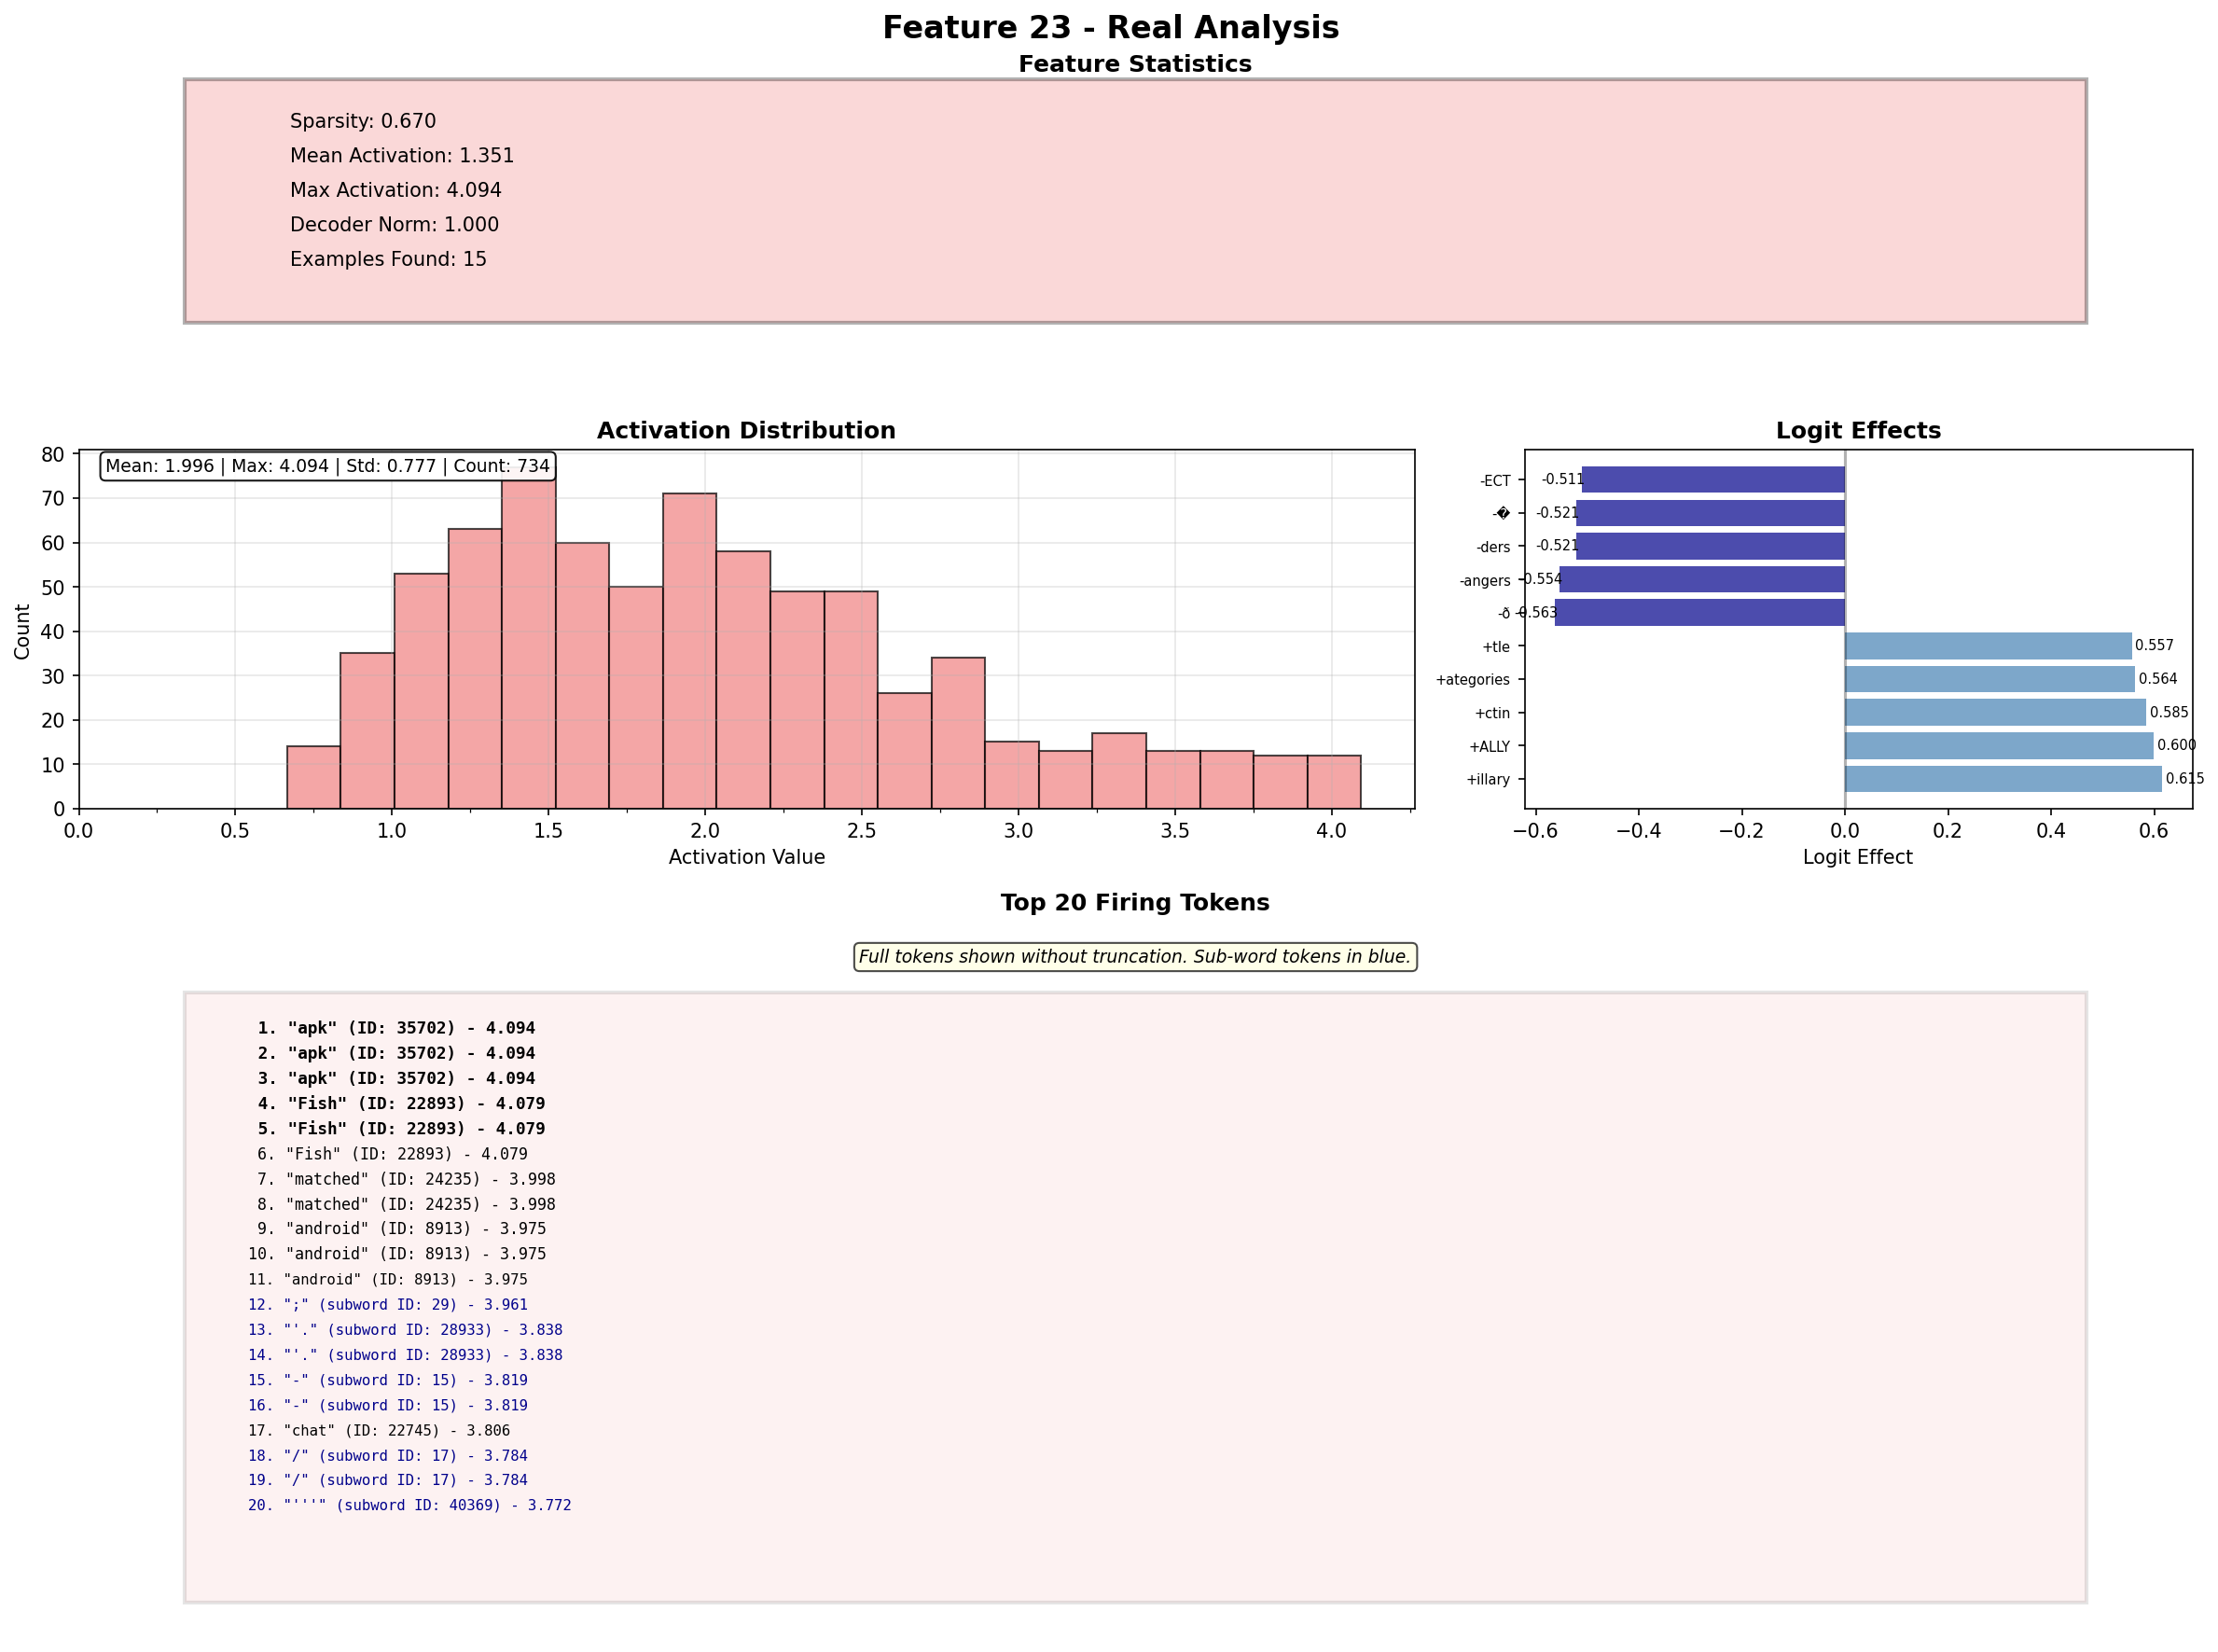 Feature 23 - Real Analysis
Feature Statistics
Sparsity: 0.670
Mean Activation: 1.351
Max Activation: 4.094
Decoder Norm: 1.000
Examples Found: 15
Activation Distribution
Mean: 1.996 | Max: 4.094 | Std: 0.777 | Count: 734
80
70
60
50
40
30
20
10
0
Count
0.0 0.5 1.0 1.5 2.0 2.5 3.0 3.5 4.0
Activation Value
Logit Effects
-ECT -0.511
-� -0.521
-ders -0.521
-angers -0.554
-ð -0.563
+tle 0.557
+ategories 0.564
+ctin 0.585
+ALLY 0.600
+illary 0.615
−0.6 −0.4 −0.2 0.0 0.2 0.4 0.6
Logit Effect
Top 20 Firing Tokens
Full tokens shown without truncation. Sub-word tokens in blue.
1. "apk" (ID: 35702) - 4.094
2. "apk" (ID: 35702) - 4.094
3. "apk" (ID: 35702) - 4.094
4. "Fish" (ID: 22893) - 4.079
5. "Fish" (ID: 22893) - 4.079
6. "Fish" (ID: 22893) - 4.079
7. "matched" (ID: 24235) - 3.998
8. "matched" (ID: 24235) - 3.998
9. "android" (ID: 8913) - 3.975
10. "android" (ID: 8913) - 3.975
11. "android" (ID: 8913) - 3.975
12. ";" (subword ID: 29) - 3.961
13. "'." (subword ID: 28933) - 3.838
14. "'." (subword ID: 28933) - 3.838
15. "-" (subword ID: 15) - 3.819
16. "-" (subword ID: 15) - 3.819
17. "chat" (ID: 22745) - 3.806
18. "/" (subword ID: 17) - 3.784
19. "/" (subword ID: 17) - 3.784
20. "'''" (subword ID: 40369) - 3.772